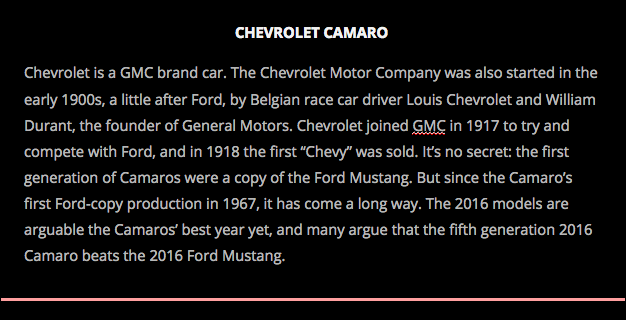 CHEVROLET CAMARO
Chevrolet is a GMC brand car. The Chevrolet Motor Company was also started in the
early 1900s, a little after Ford, by Belgian race car driver Louis Chevrolet and William
Durant, the founder of General Motors. Chevrolet joined GMC in 1917 to try and
compete with Ford, and in 1918 the first “Chevy” was sold. It’s no secret: the first
generation of Camaros were a copy of the Ford Mustang. But since the Camaro’s
first Ford-copy production in 1967, it has come a long way. The 2016 models are
arguable the Camaros’ best year yet, and many argue that the fifth generation 2016
Camaro beats the 2016 Ford Mustang.